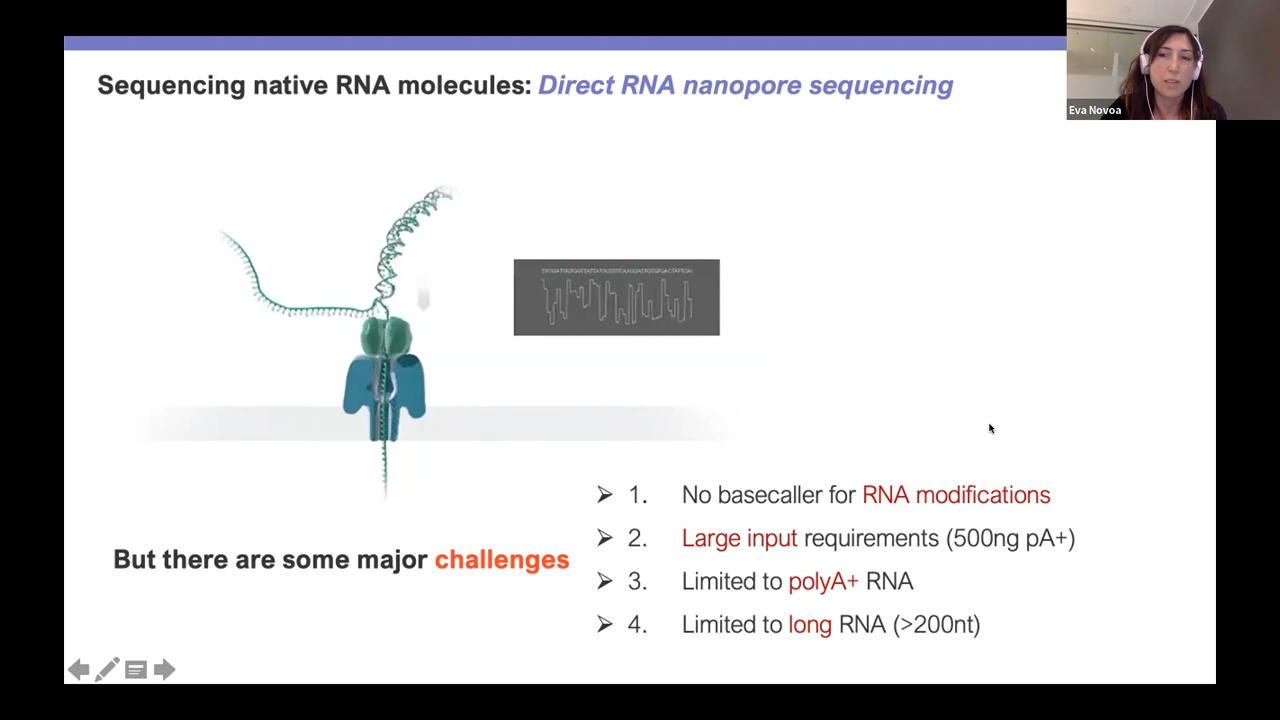 Sequencing native RNA molecules: Direct RNA nanopore sequencing
Eva Novoa
➢ 1. No basecaller for RNA modifications
➢ 2. Large input requirements (500ng pA+)
But there are some major challenges
➢ 3. Limited to polyA+ RNA
➢ 4. Limited to long RNA (>200nt)